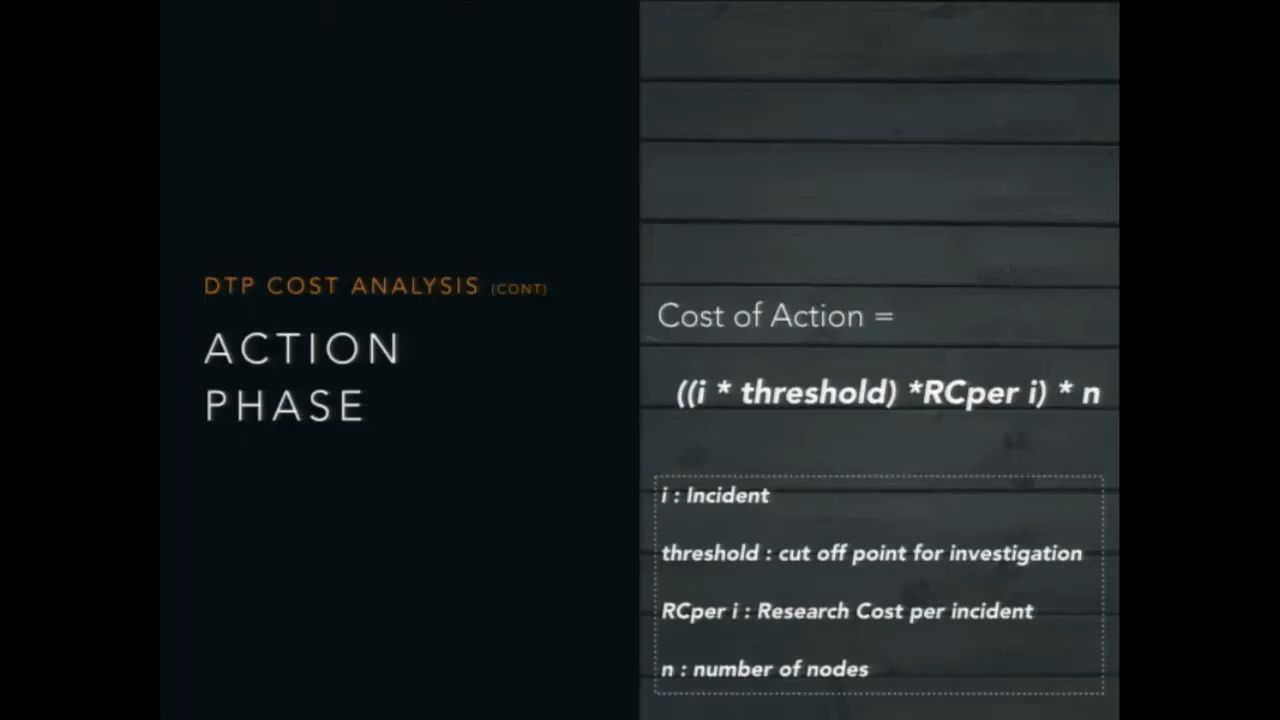 DTP COST ANALYSIS (CONT)
ACTION
PHASE
Cost of Action =
((i * threshold) *RCper i) * n
i : Incident
threshold : cut off point for investigation
RCper i : Research Cost per incident
n : number of nodes